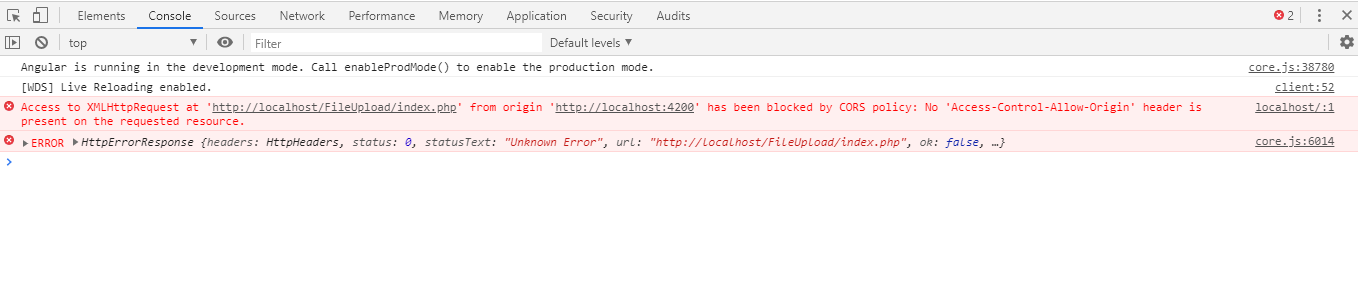 Elements Console Sources Network Performance Memory Application Security Audits 2
top Filter Default levels
Angular is running in the development mode. Call enableProdMode() to enable the production mode. core.js:38780
[WDS] Live Reloading enabled. client:52
Access to XMLHttpRequest at 'http://localhost/FileUpload/index.php' from origin 'http://localhost:4200' has been blocked by CORS policy: No 'Access-Control-Allow-Origin' header is localhost/:1
present on the requested resource.
ERROR HttpErrorResponse {headers: HttpHeaders, status: 0, statusText: "Unknown Error", url: "http://localhost/FileUpload/index.php", ok: false, …} core.js:6014